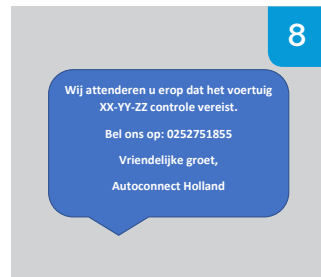 8
Wij attenderen u erop dat het voertuig
XX-YY-ZZ controle vereist.
Bel ons op: 0252751855
Vriendelijke groet,
Autoconnect Holland